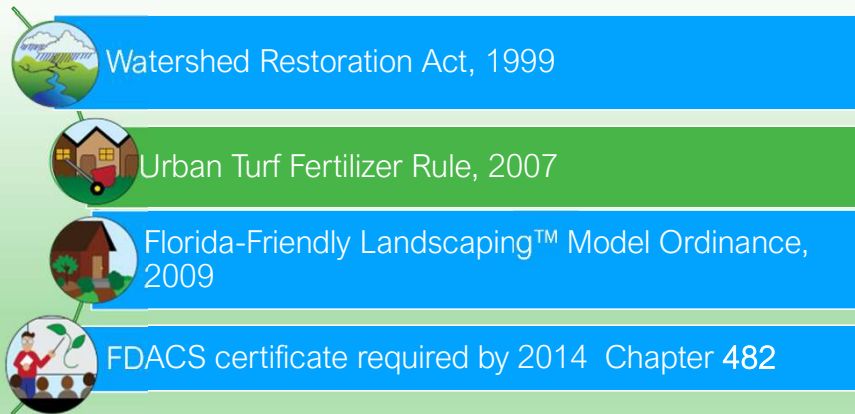 Watershed Restoration Act, 1999
Urban Turf Fertilizer Rule, 2007
Florida-Friendly Landscaping™ Model Ordinance,
2009
FDACS certificate required by 2014 Chapter 482